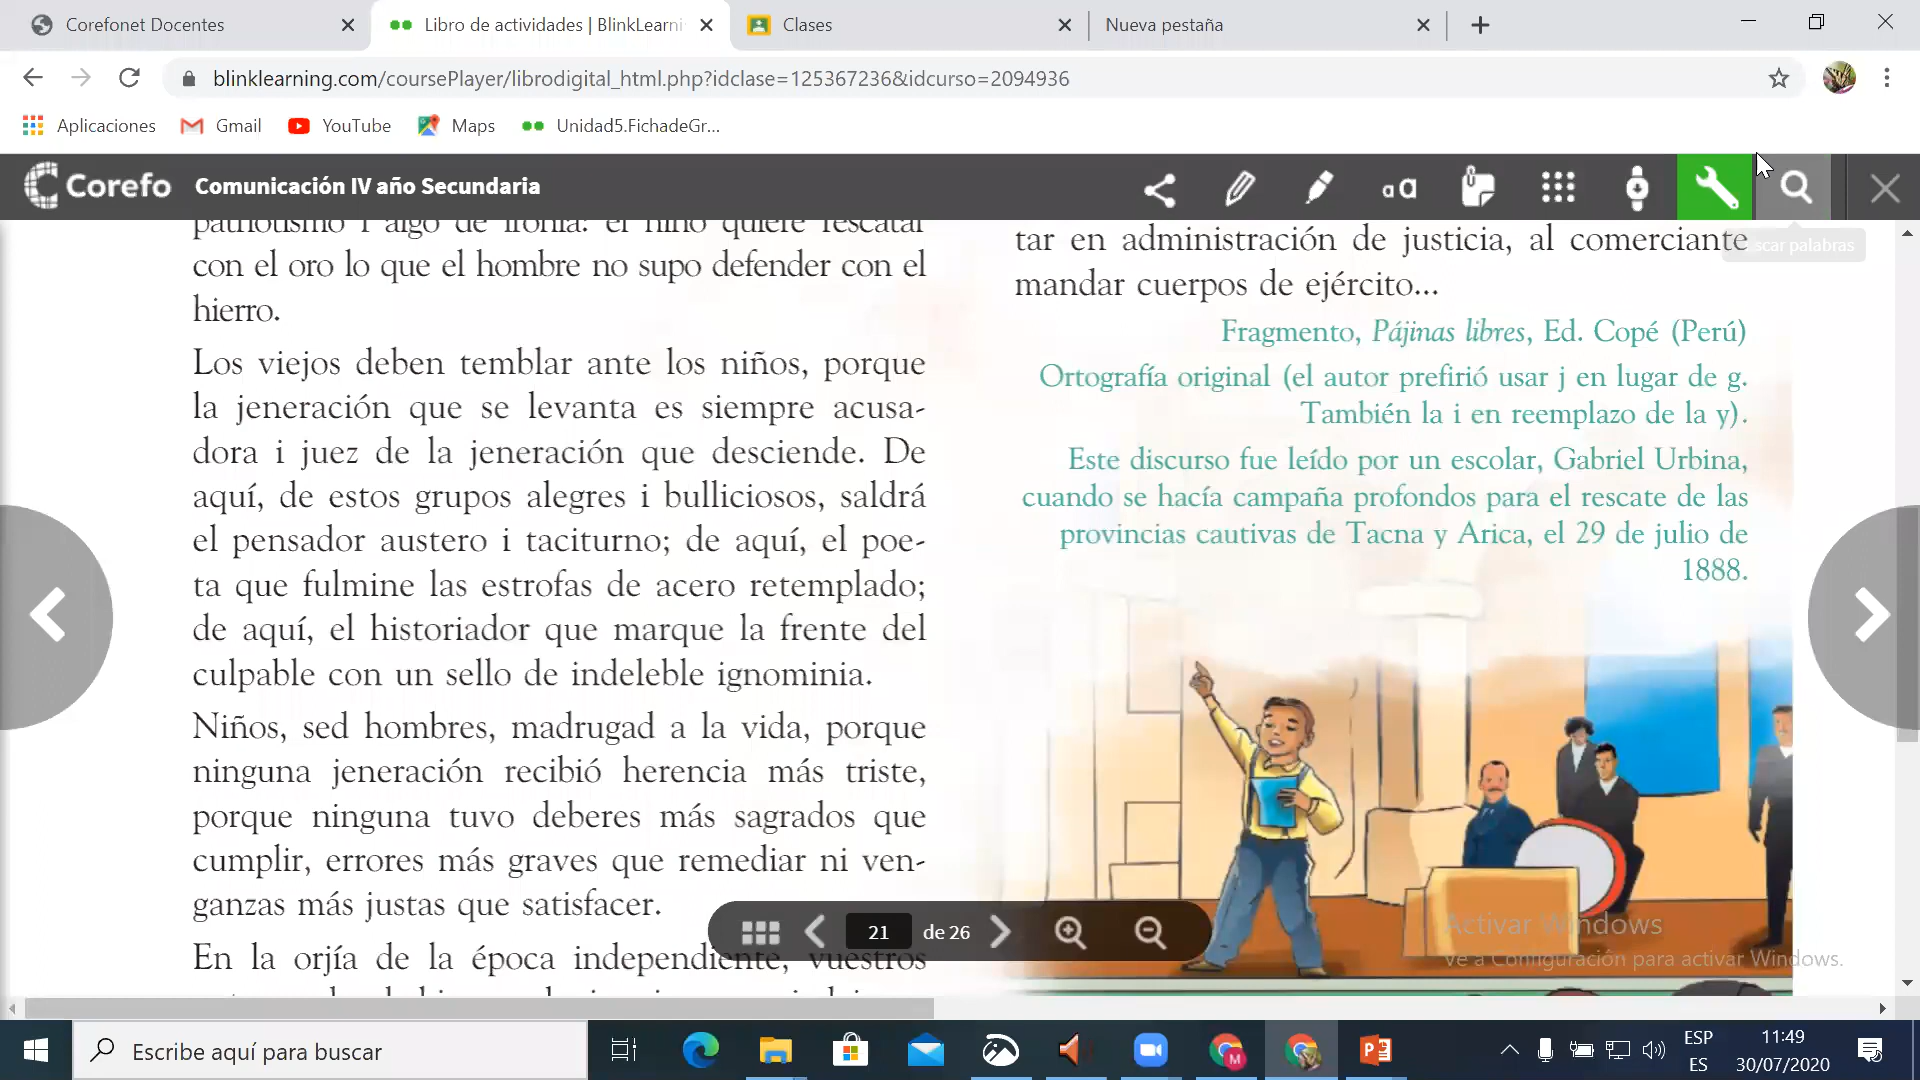 Corefonet Docentes
Libro de actividades | BlinkLearni
Clases
Nueva pestaña
blinklearning.com/coursePlayer/librodigital_html.php?idclase=125367236&idcurso=2094936
Aplicaciones
Gmail
YouTube
Maps
Unidad5.FichadeGr...
Corefo
Comunicación IV año Secundaria
aa
scar palabras
patriotismo i algo de ironía: el niño quiere rescatar
con el oro lo que el hombre no supo defender con el
hierro.
Los viejos deben temblar ante los niños, porque
la jeneración que se levanta es siempre acusa-
dora i juez de la jeneración que desciende. De
aquí, de estos grupos alegres i bulliciosos, saldrá
el pensador austero i taciturno; de aquí, el poe-
ta que fulmine las estrofas de acero retemplado;
de aquí, el historiador que marque la frente del
culpable con un sello de indeleble ignominia.
Niños, sed hombres, madrugad a la vida, porque
ninguna jeneración recibió herencia más triste,
porque ninguna tuvo deberes más sagrados que
cumplir, errores más graves que remediar ni ven-
ganzas más justas que satisfacer.
En la orjía de la época independiente, vuestros
tar en administración de justicia, al comerciante
mandar cuerpos de ejército...
Fragmento, Pájinas libres, Ed. Copé (Perú)
Ortografía original (el autor prefirió usar j en lugar de g.
También la i en reemplazo de la y).
Este discurso fue leído por un escolar, Gabriel Urbina,
cuando se hacía campaña profondos para el rescate de las
provincias cautivas de Tacna y Arica, el 29 de julio de
1888.
21 de 26
Activar Windows
Ve a Configuración para activar Windows.
Escribe aquí para buscar
ESP
ES
11:49
30/07/2020